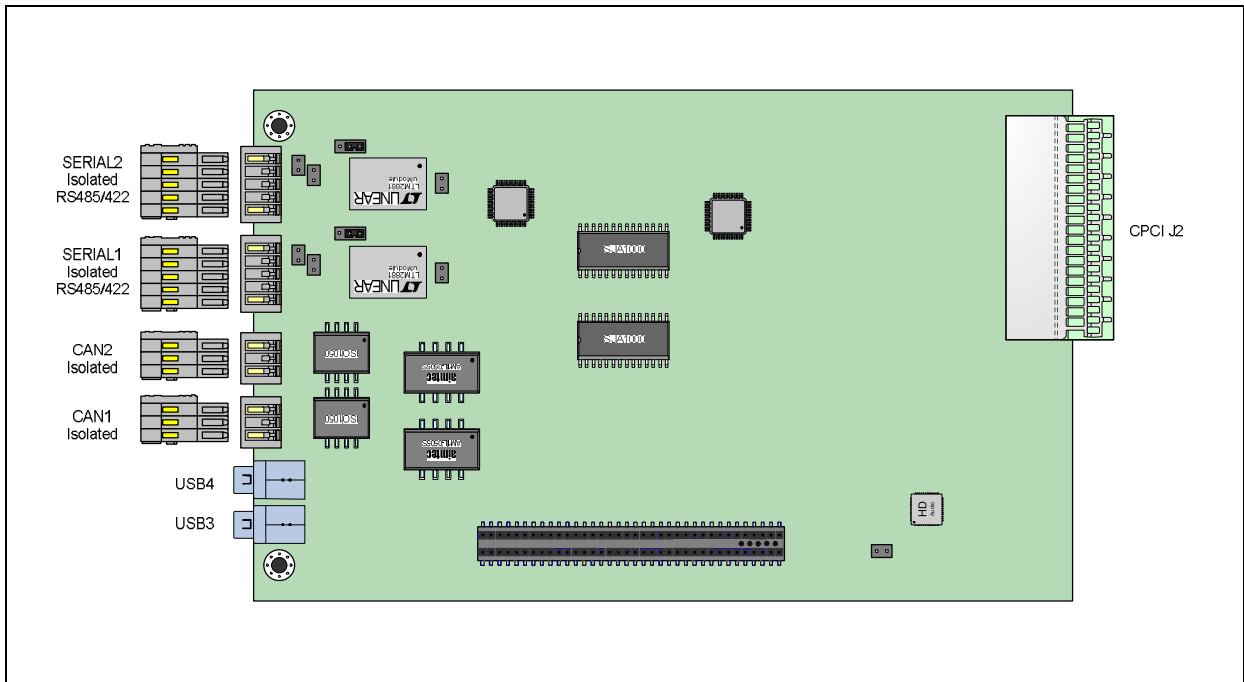 SERIAL2
Isolated
RS485/422
SERIAL1
Isolated
RS485/422
CAN2
Isolated
CAN1
Isolated
USB4
USB3
CPCI J2
LINEAR
LTM2881
uModule
LINEAR
LTM2881
uModule
SJA1000
SJA1000
ISO1050
ISO1050
aimtec
aimtec
HD
Audio